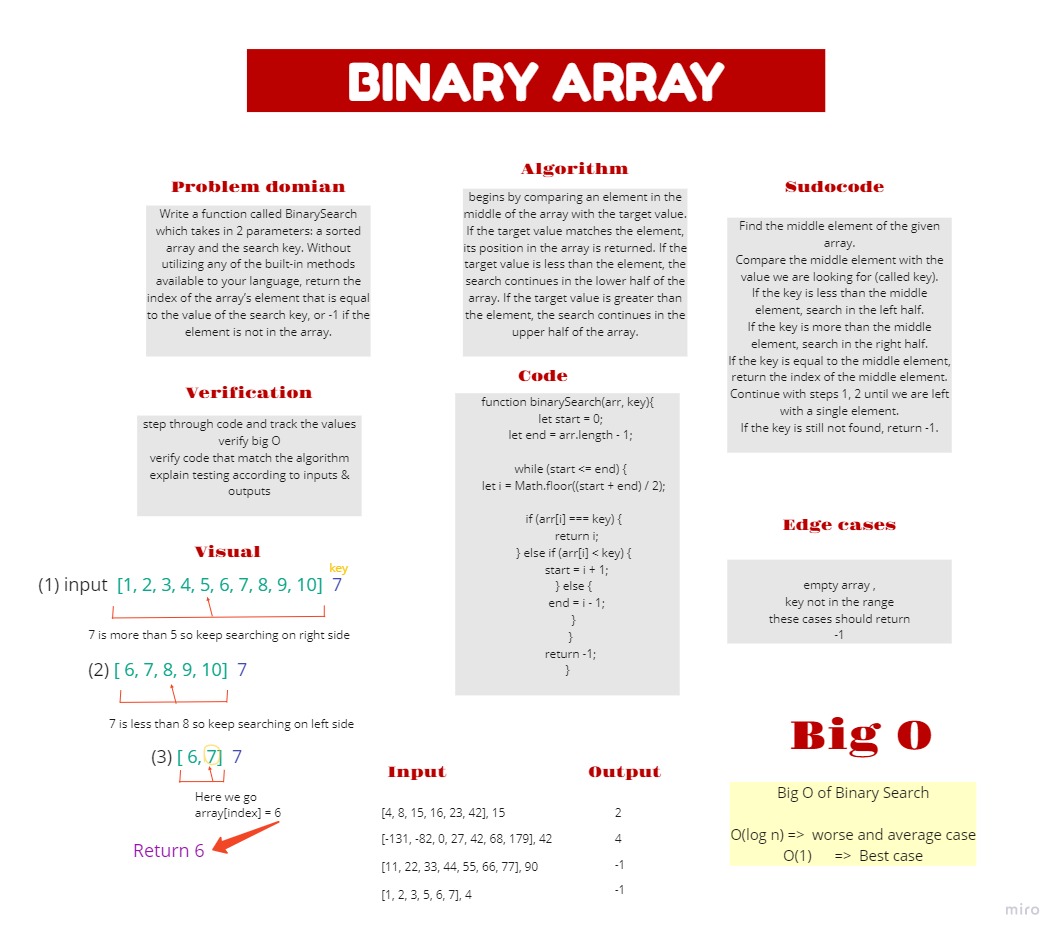 BINARY ARRAY
Problem domian
Write a function called BinarySearch
which takes in 2 parameters: a sorted
array and the search key. Without
utilizing any of the built-in methods
available to your language, return the
index of the array's element that is equal
to the value of the search key, or -1 if the
element is not in the array.
Algorithm
begins by comparing an element in the
middle of the array with the target value.
If the target value matches the element,
its position in the array is returned. If the
target value is less than the element, the
search continues in the lower half of the
array. If the target value is greater than
the element, the search continues in the
upper half of the array.
Sudocode
Find the middle element of the given
array.
Compare the middle element with the
value we are looking for (called key).
If the key is less than the middle
element, search in the left half.
If the key is more than the middle
element, search in the right half.
If the key is equal to the middle element,
return the index of the middle element.
Continue with steps 1, 2 until we are left
with a single element.
If the key is still not found, return -1.
Verification
step through code and track the values
verify big O
verify code that match the algorithm
explain testing according to inputs &
outputs
Code
function binarySearch(arr, key){
let start = 0;
let end = arr.length - 1;
while (start <= end) {
let i = Math.floor((start + end) / 2);
if (arr[i] === key) {
return i;
} else if (arr[i] < key) {
start = i + 1;
} else {
end = i - 1;
}
}
return -1;
}
Edge cases
empty array ,
key not in the range
these cases should return
-1
Visual
key
(1) input [1, 2, 3, 4, 5, 6, 7, 8, 9, 10] 7
7 is more than 5 so keep searching on right side
(2) [ 6, 7, 8, 9, 10] 7
7 is less than 8 so keep searching on left side
(3) [ 6, 7] 7
Here we go
array[index] = 6
Return 6
Input Output
[4, 8, 15, 16, 23, 42], 15 2
[-131, -82, 0, 27, 42, 68, 179], 42 4
[11, 22, 33, 44, 55, 66, 77], 90 -1
[1, 2, 3, 5, 6, 7], 4 -1
Big O
Big O of Binary Search
O(log n) => worse and average case
O(1) => Best case
miro